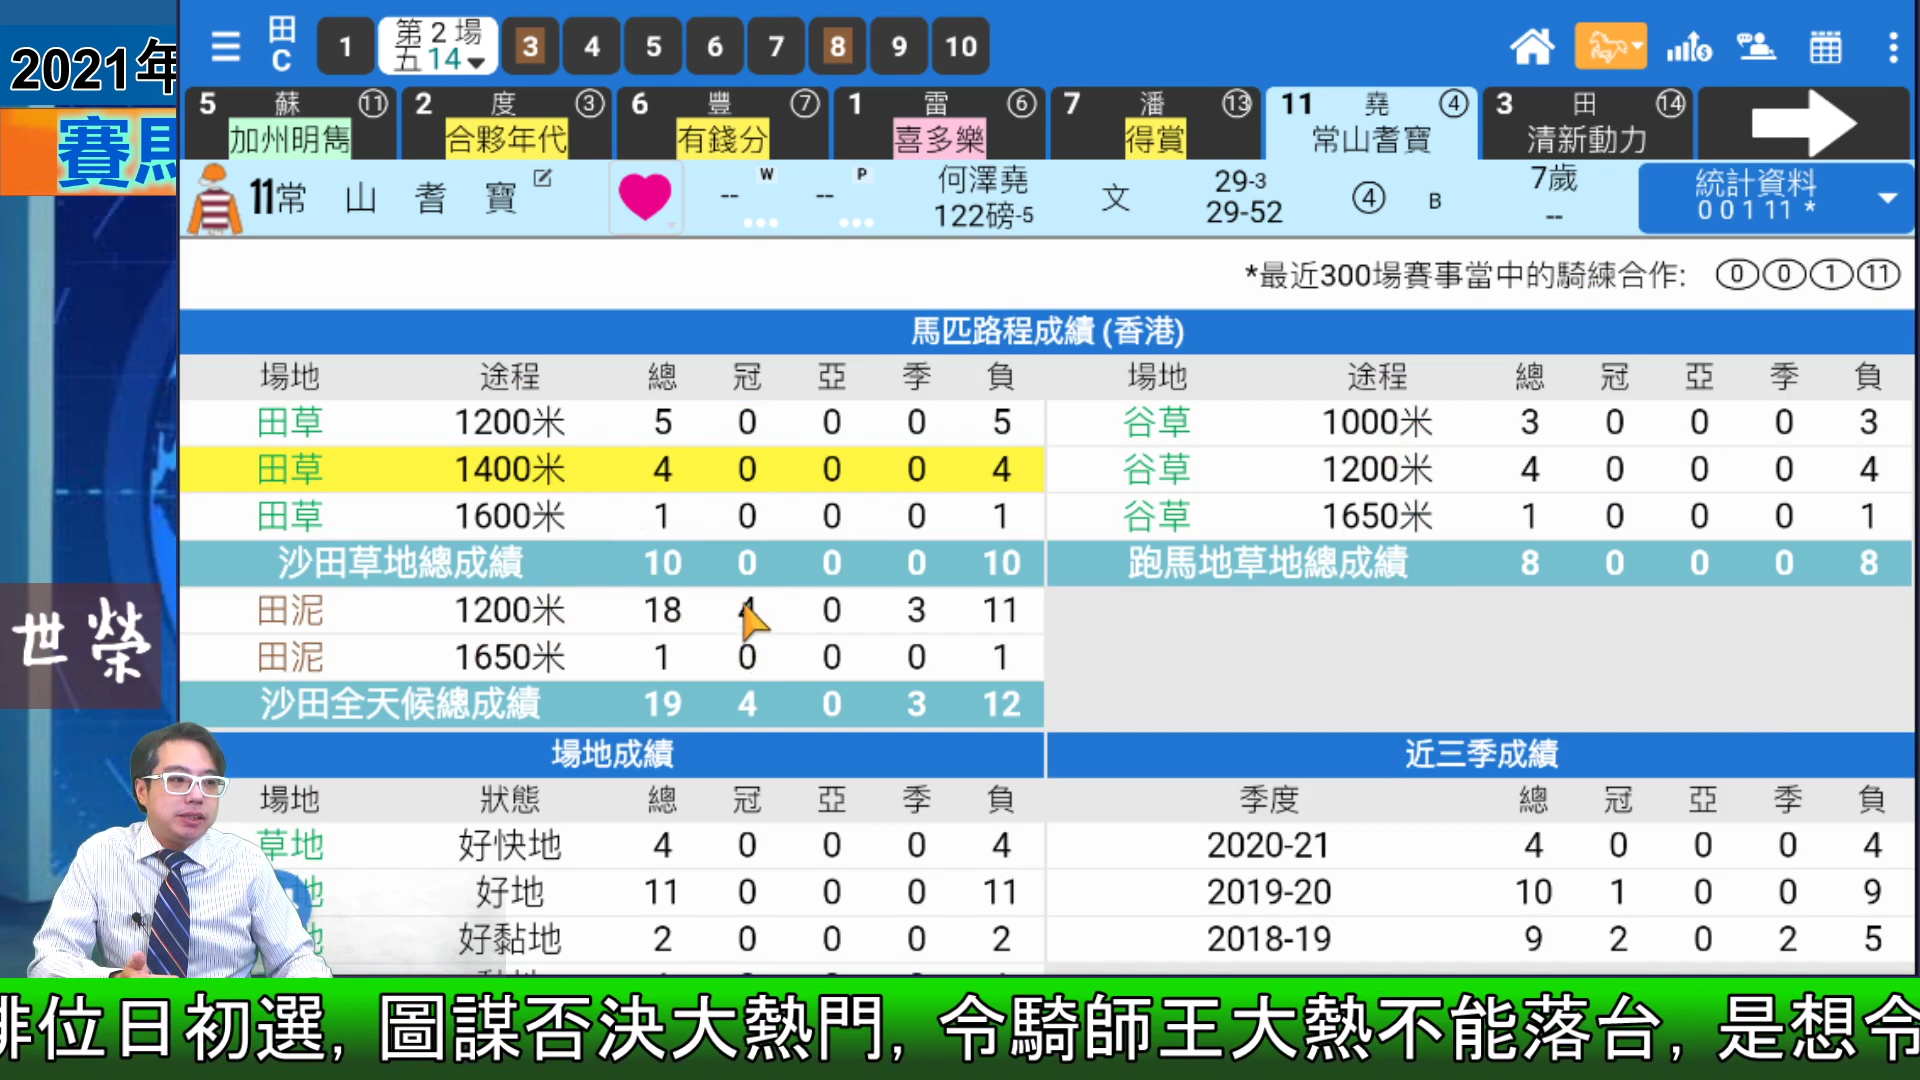 2021年
賽馬
世榮
田
C
1
第 2 場
五 14
3
4
5
6
7
8
9
10
5 蘇 ⑪
加州明雋
2 度 ③
合夥年代
6 豐 ⑦
有錢分
1 雷 ⑥
喜多樂
7 潘 ⑬
得賞
11 堯 ④
常山耆寶
3 田 ⑭
清新動力
11常 山 耆 寶
-- W
-- P
何澤堯
122磅-5
文
29-3
29-52
④
B
7歲
--
統計資料
0 0 1 11 *
*最近300場賽事當中的騎練合作: 0 0 1 11
馬匹路程成績 (香港)
場地 途程 總 冠 亞 季 負 場地 途程 總 冠 亞 季 負
田草 1200米 5 0 0 0 5 谷草 1000米 3 0 0 0 3
田草 1400米 4 0 0 0 4 谷草 1200米 4 0 0 0 4
田草 1600米 1 0 0 0 1 谷草 1650米 1 0 0 0 1
沙田草地總成績 10 0 0 0 10 跑馬地草地總成績 8 0 0 0 8
田泥 1200米 18 4 0 3 11
田泥 1650米 1 0 0 0 1
沙田全天候總成績 19 4 0 3 12
場地成績 近三季成績
場地 狀態 總 冠 亞 季 負 季度 總 冠 亞 季 負
草地 好快地 4 0 0 0 4 2020-21 4 0 0 0 4
地 好地 11 0 0 0 11 2019-20 10 1 0 0 9
地 好黏地 2 0 0 0 2 2018-19 9 2 0 2 5
排位日初選, 圖謀否決大熱門, 令騎師王大熱不能落台, 是想令